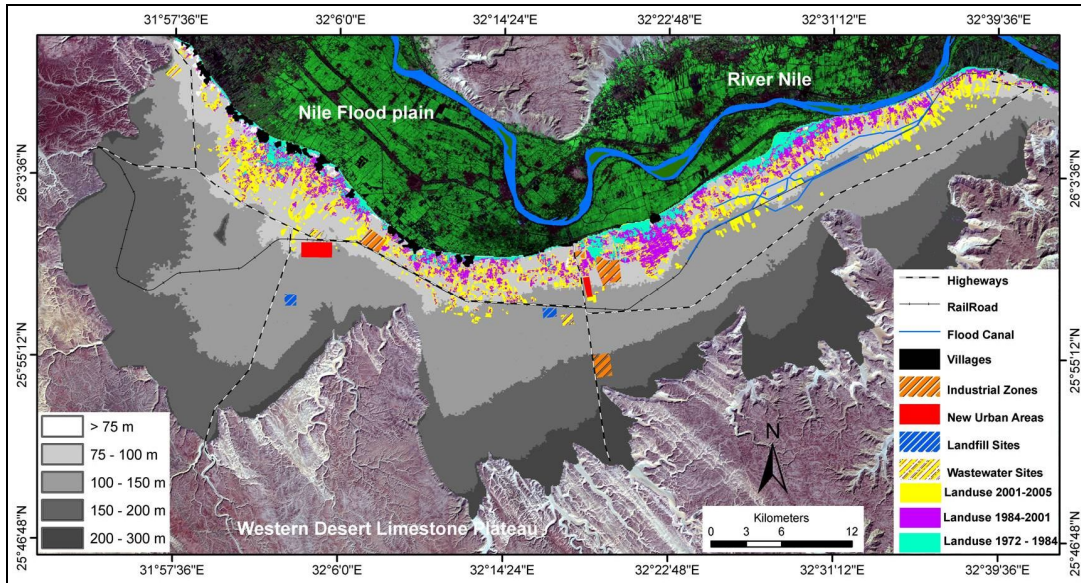 31°57'36"E 32°6'0"E 32°14'24"E 32°22'48"E 32°31'12"E 32°39'36"E
River Nile
Nile Flood plain
26°3'36"N
26°3'36"N
25°55'12"N
25°55'12"N
25°46'48"N
25°46'48"N
Higheways
RailRoad
Flood Canal
Villages
Industrial Zones
New Urban Areas
Landfill Sites
Wastewater Sites
Landuse 2001-2005
Landuse 1984-2001
Landuse 1972 - 1984
> 75 m
75 - 100 m
100 - 150 m
150 - 200 m
200 - 300 m
N
Western Desert Limestone Plateau
Kilometers
0 3 6 12
31°57'36"E 32°6'0"E 32°14'24"E 32°22'48"E 32°31'12"E 32°39'36"E